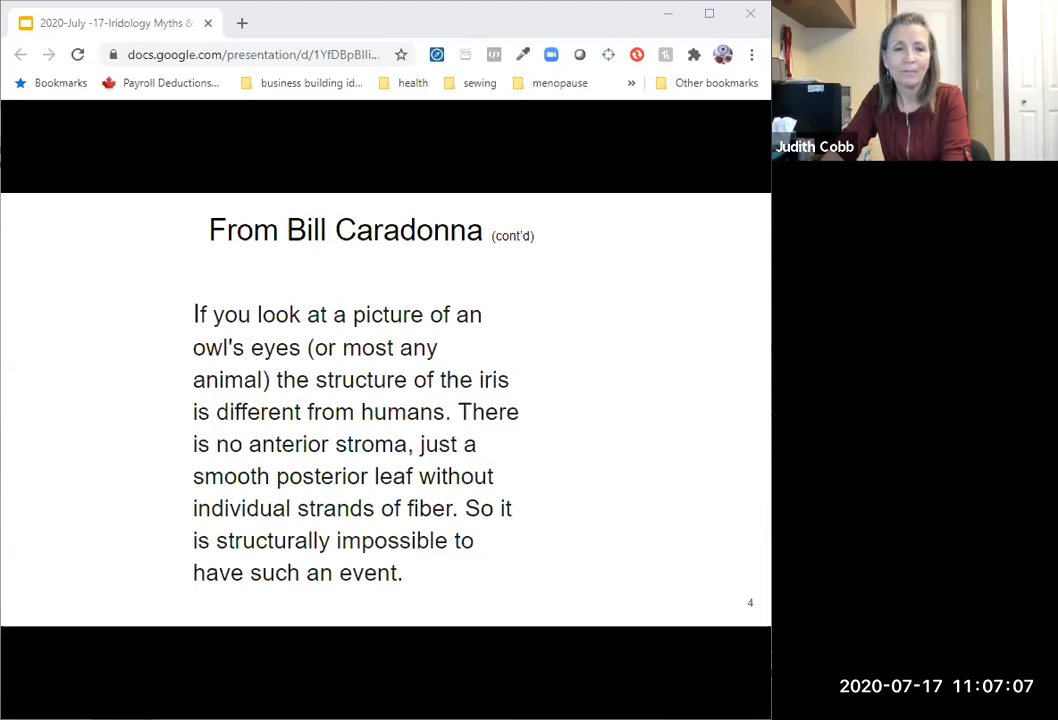 2020-July -17-Iridology Myths &
docs.google.com/presentation/d/1YfDBpBIli...
Bookmarks
Payroll Deductions...
business building id...
health
sewing
menopause
»
Other bookmarks
Judith Cobb
From Bill Caradonna (cont'd)
If you look at a picture of an
owl's eyes (or most any
animal) the structure of the iris
is different from humans. There
is no anterior stroma, just a
smooth posterior leaf without
individual strands of fiber. So it
is structurally impossible to
have such an event.
4
2020-07-17 11:07:07